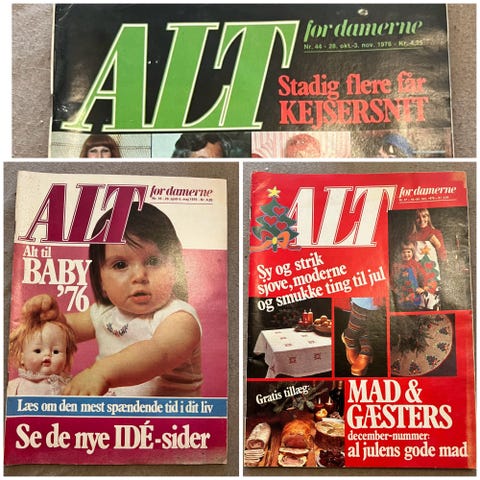 ALT for damerne
Nr. 44 - 28. okt.-3. nov. 1976 - Kr. 4,95
Stadig flere får
KEJSERSNIT
ALT for damerne
Alt til
BABY
'76
Læs om den mest spændende tid i dit liv
Se de nye IDÉ-sider
ALT for damerne
Sy og strik
sjove, moderne
og smukke ting til jul
Gratis tillæg:
MAD &
GÆSTERS
december-nummer:
al julens gode mad